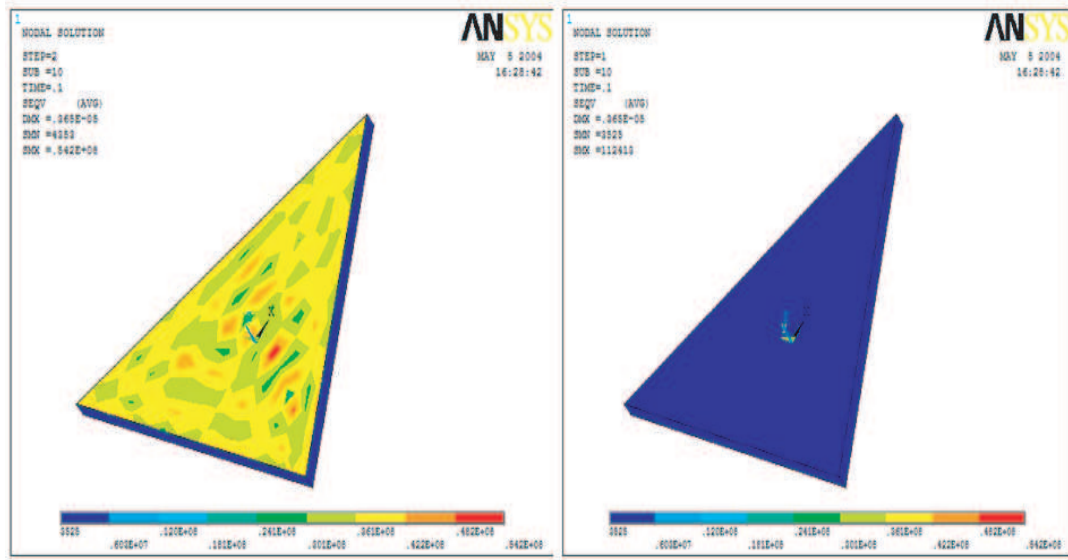 1
NODAL SOLUTION
STEP=2
SUB =10
TIME=.1
SEQV (AVG)
DMX =.365E-05
SMN =4353
SMX =.542E+08
ANSYS
MAY 5 2004
16:28:42
X
3525 .120E+08 .241E+08 .361E+08 .482E+08
.603E+07 .181E+08 .301E+08 .422E+08 .542E+08
1
NODAL SOLUTION
STEP=1
SUB =10
TIME=.1
SEQV (AVG)
DMX =.365E-05
SMN =3525
SMX =112413
ANSYS
MAY 5 2004
16:28:42
3525 .120E+08 .241E+08 .361E+08 .482E+08
.603E+07 .181E+08 .301E+08 .422E+08 .542E+08